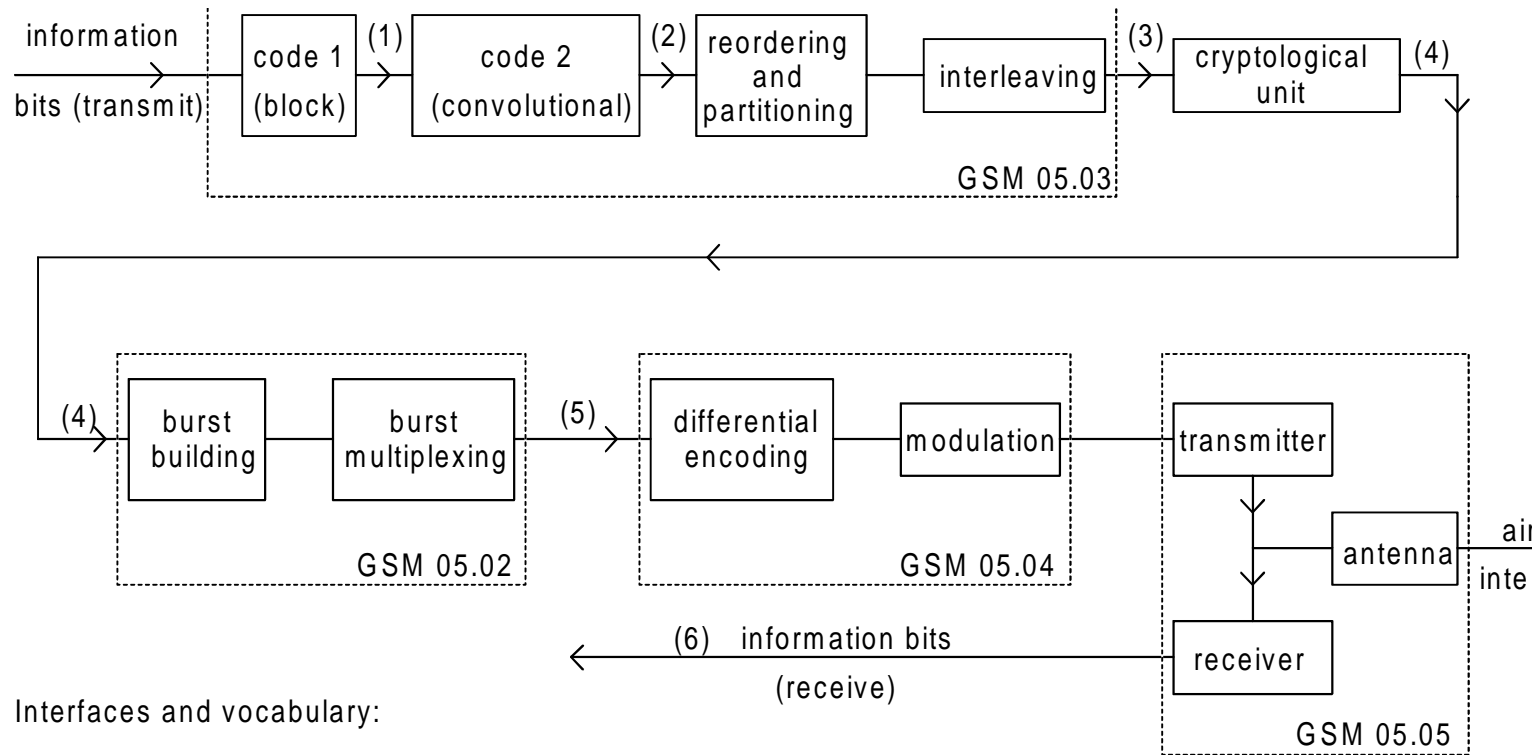 information
bits (transmit)
code 1
(block)
(1)
code 2
(convolutional)
(2)
reordering
and
partitioning
interleaving
(3)
cryptological
unit
(4)
GSM 05.03
(4)
burst
building
burst
multiplexing
(5)
differential
encoding
modulation
transmitter
antenna
air
inte
GSM 05.02
GSM 05.04
(6) information bits
(receive)
receiver
GSM 05.05
Interfaces and vocabulary: